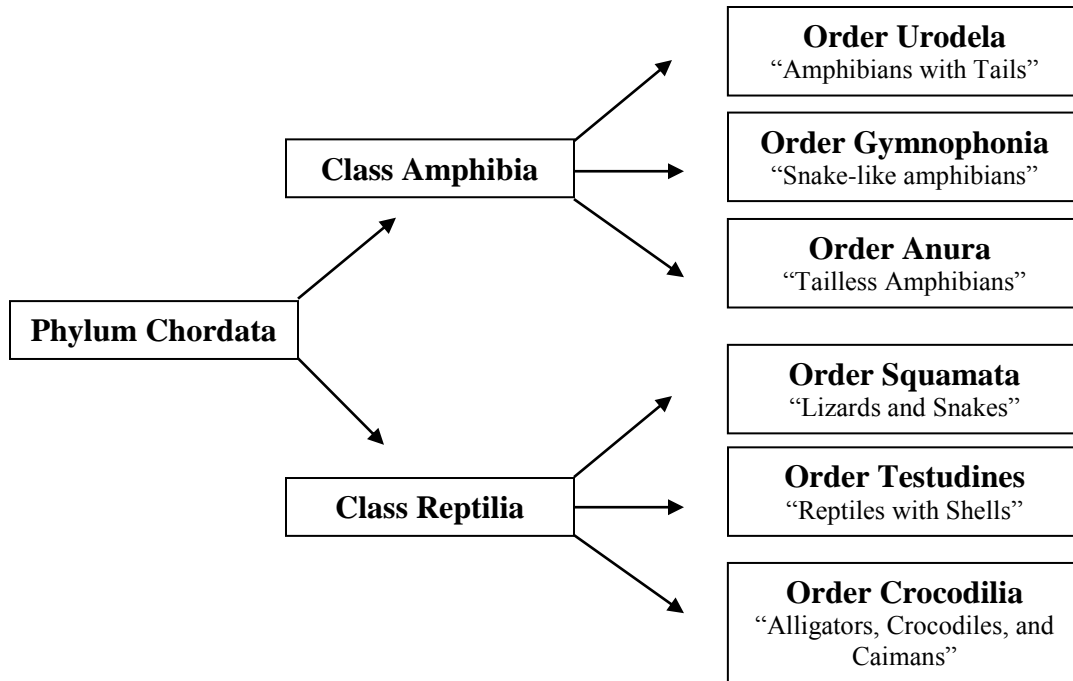 Order Urodela
“Amphibians with Tails”
Class Amphibia
Order Gymnophonia
“Snake-like amphibians”
Order Anura
“Tailless Amphibians”
Phylum Chordata
Order Squamata
“Lizards and Snakes”
Class Reptilia
Order Testudines
“Reptiles with Shells”
Order Crocodilia
“Alligators, Crocodiles, and
Caimans”